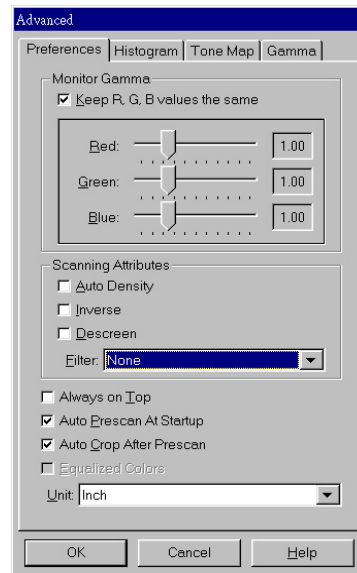 Advanced
Preferences Histogram Tone Map Gamma
Monitor Gamma
Keep R, G, B values the same
Red: 1.00
Green: 1.00
Blue: 1.00
Scanning Attributes
Auto Density
Inverse
Descreen
Filter: None
Always on Top
Auto Prescan At Startup
Auto Crop After Prescan
Equalized Colors
Unit: Inch
OK Cancel Help